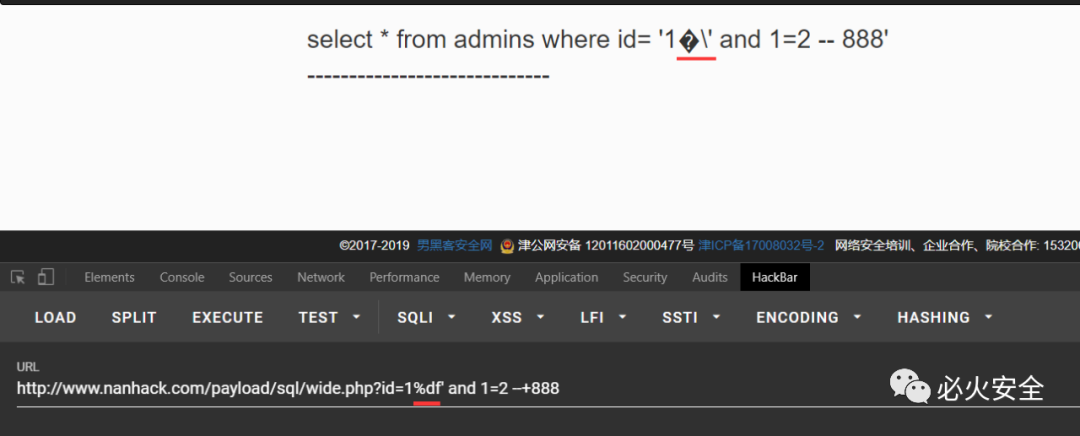 select * from admins where id= '1�\' and 1=2 -- 888'
----------------------------
©2017-2019 男黑客安全网 津公网安备 12011602000477号 津ICP备17008032号-2 网络安全培训、企业合作、院校合作: 15320
Elements Console Sources Network Performance Memory Application Security Audits HackBar
LOAD SPLIT EXECUTE TEST SQLI XSS LFI SSTI ENCODING HASHING
URL
http://www.nanhack.com/payload/sql/wide.php?id=1%df' and 1=2 --+888
必火安全